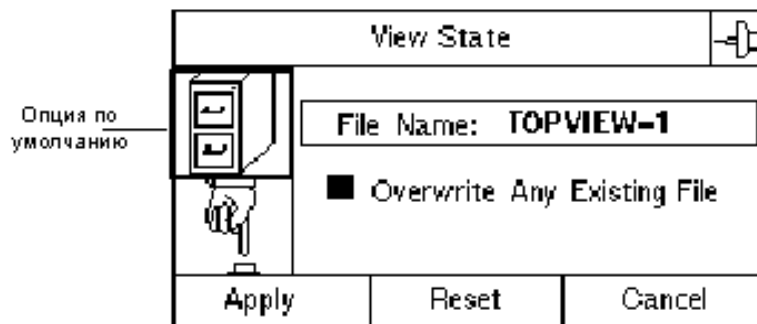 View State
Опция по
умолчанию
File Name: TOPVIEW-1
Overwrite Any Existing File
Apply Reset Cancel